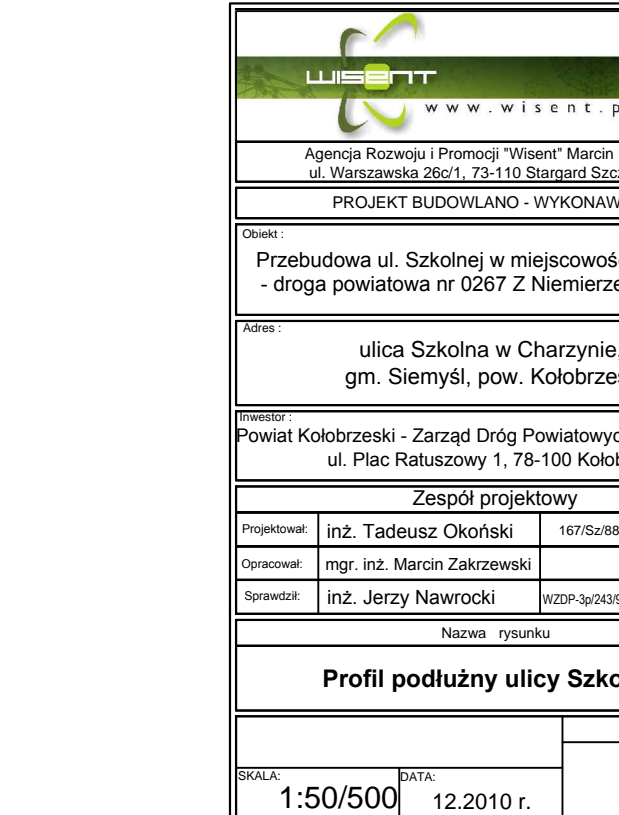 wisent
www.wisent.p
Agencja Rozwoju i Promocji "Wisent" Marcin
ul. Warszawska 26c/1, 73-110 Stargard Szcz
PROJEKT BUDOWLANO - WYKONAW
Obiekt :
Przebudowa ul. Szkolnej w miejscowoś
- droga powiatowa nr 0267 Z Niemierze
Adres :
ulica Szkolna w Charzynie,
gm. Siemyśl, pow. Kołobrzes
Inwestor :
Powiat Kołobrzeski - Zarząd Dróg Powiatowyc
ul. Plac Ratuszowy 1, 78-100 Kołob
Zespół projektowy
Projektował: inż. Tadeusz Okoński 167/Sz/88
Opracował: mgr. inż. Marcin Zakrzewski
Sprawdził: inż. Jerzy Nawrocki WZDP-3p/243/9
Nazwa rysunku
Profil podłużny ulicy Szko
SKALA: DATA:
1:50/500 12.2010 r.